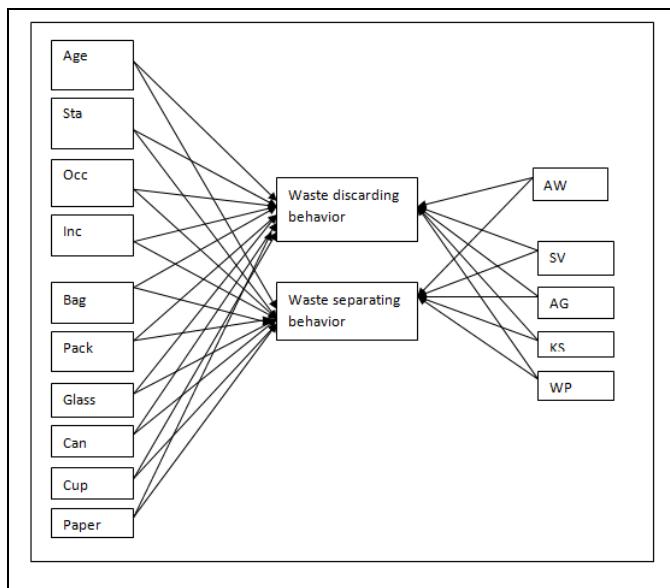 Age
Sta
Occ
Inc
Bag
Pack
Glass
Can
Cup
Paper
Waste discarding
behavior
Waste separating
behavior
AW
SV
AG
KS
WP